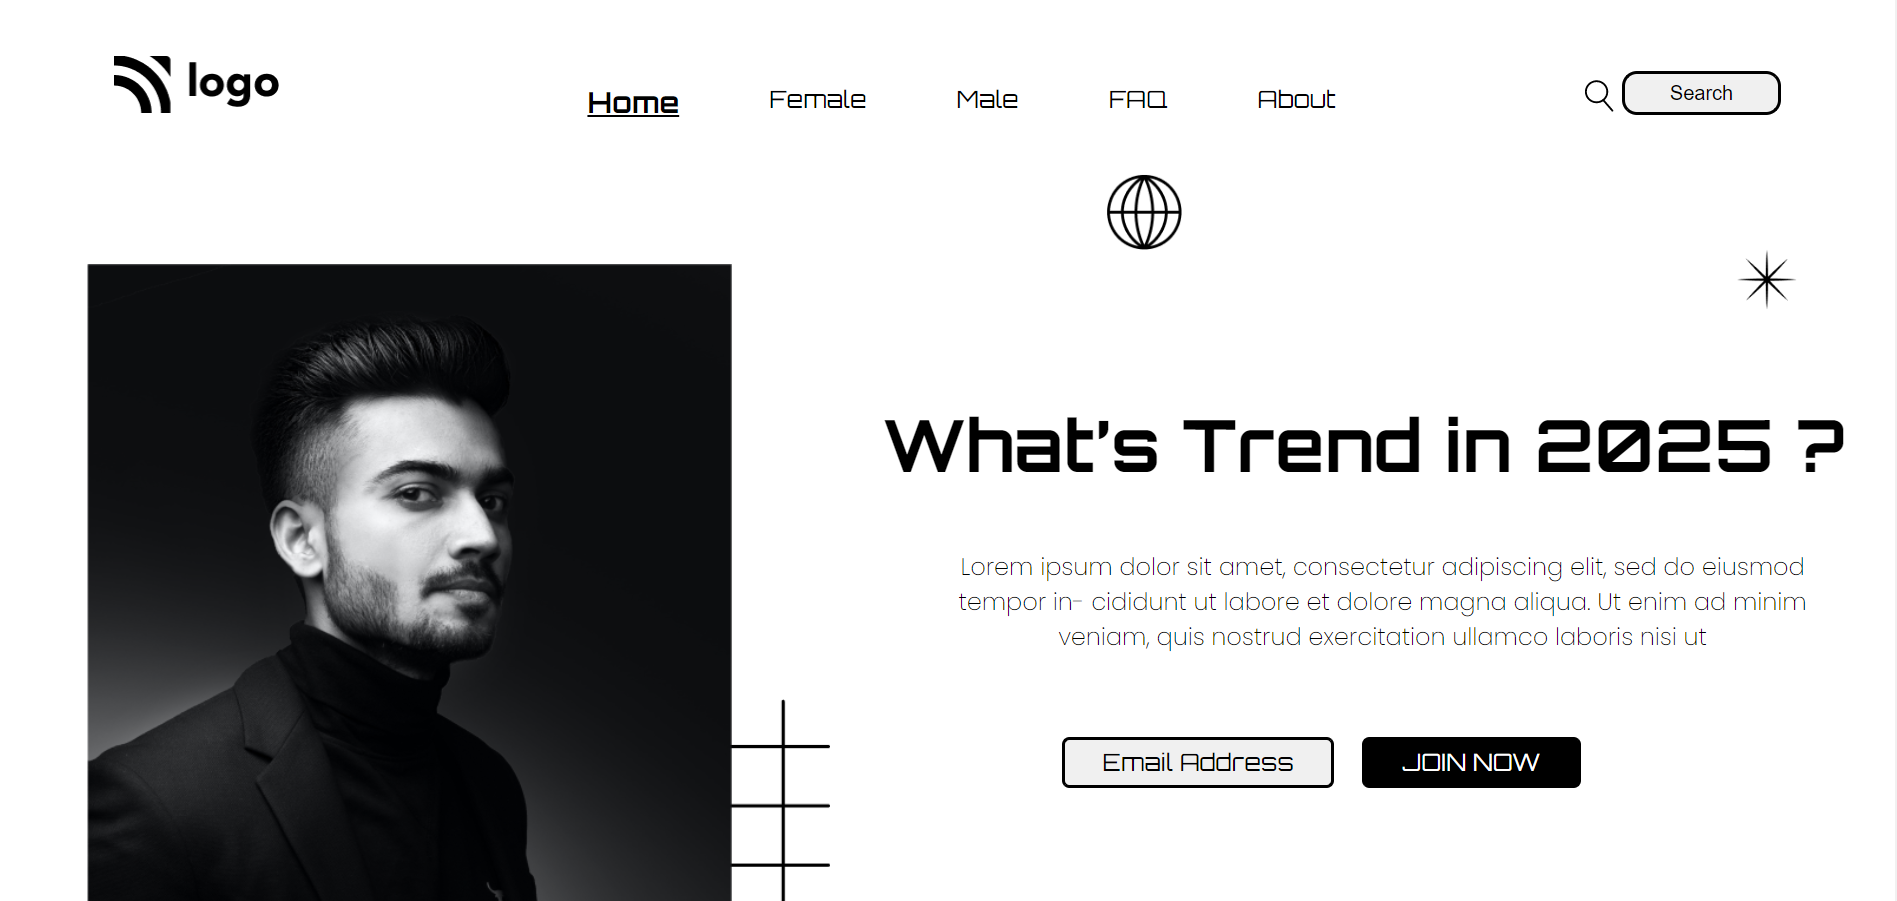 logo
Home Female Male FAQ About
Search
What's Trend in 2025 ?
Lorem ipsum dolor sit amet, consectetur adipiscing elit, sed do eiusmod
tempor in- cididunt ut labore et dolore magna aliqua. Ut enim ad minim
veniam, quis nostrud exercitation ullamco laboris nisi ut
Email Address JOIN NOW